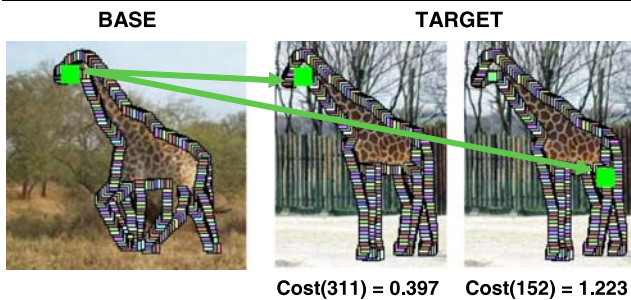 BASE
TARGET
Cost(311) = 0.397
Cost(152) = 1.223